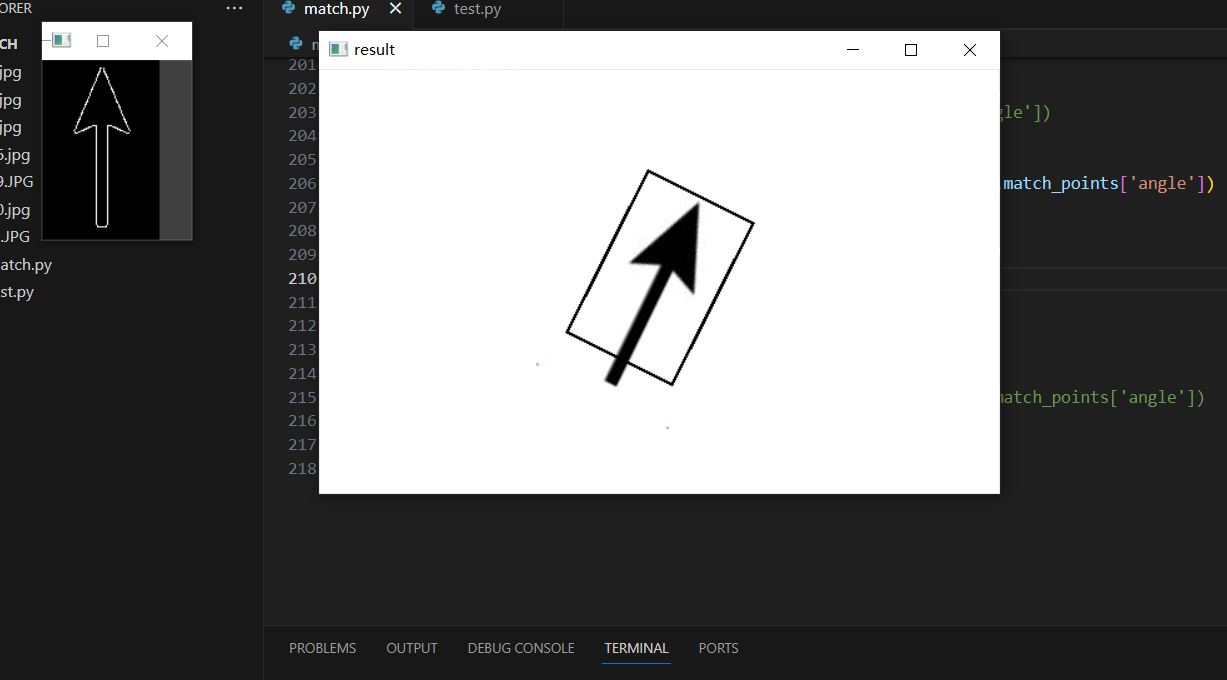 ORER ...
match.py test.py
CH
result
jpg
201
202
jpg
203 gle'])
jpg
204
5.jpg
205
9.JPG
206 match_points['angle'])
0.jpg
207
208
.JPG
209
atch.py
210
st.py
211
212
213
214
215 match_points['angle'])
216
217
218
PROBLEMS OUTPUT DEBUG CONSOLE TERMINAL PORTS